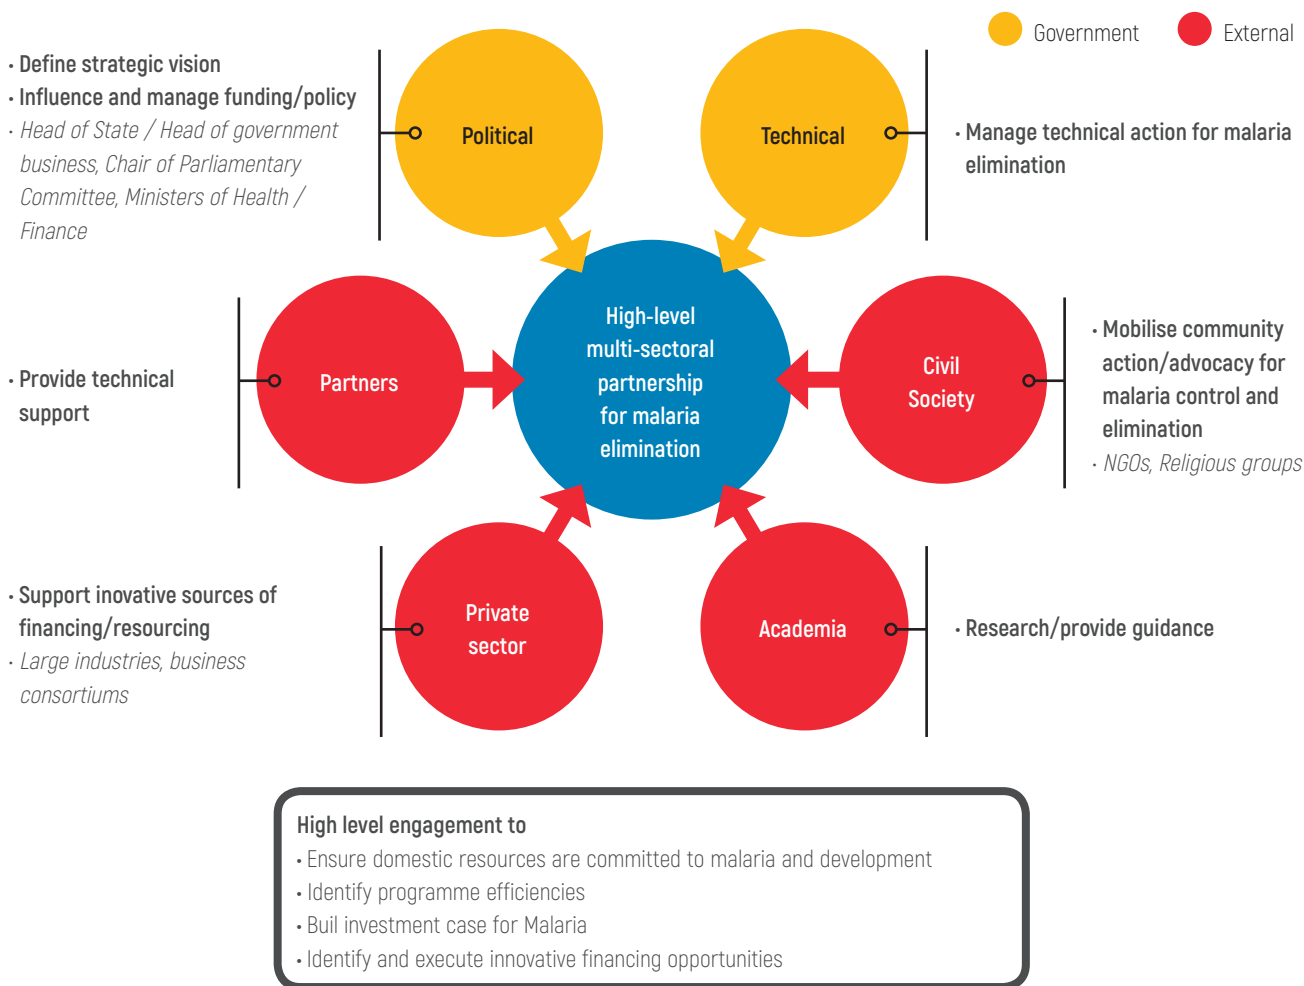 Government
External
• Define strategic vision
• Influence and manage funding/policy
• Head of State / Head of government
business, Chair of Parliamentary
Committee, Ministers of Health /
Finance
Political
Technical
• Manage technical action for malaria
elimination
• Provide technical
support
Partners
High-level
multi-sectoral
partnership
for malaria
elimination
Civil
Society
• Mobilise community
action/advocacy for
malaria control and
elimination
• NGOs, Religious groups
• Support inovative sources of
financing/resourcing
• Large industries, business
consortiums
Private
sector
Academia
• Research/provide guidance
High level engagement to
• Ensure domestic resources are committed to malaria and development
• Identify programme efficiencies
• Buil investment case for Malaria
• Identify and execute innovative financing opportunities